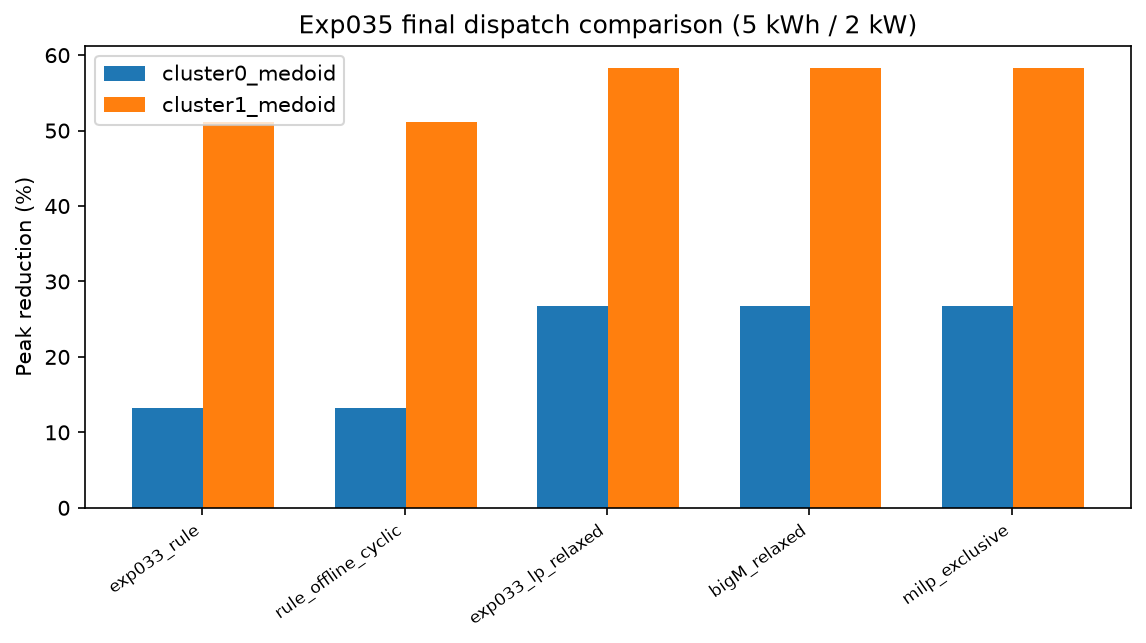 Exp035 final dispatch comparison (5 kWh / 2 kW)
cluster0_medoid
cluster1_medoid
Peak reduction (%)
60
50
40
30
20
10
0
exp033_rule
rule_offline_cyclic
exp033_lp_relaxed
bigM_relaxed
milp_exclusive